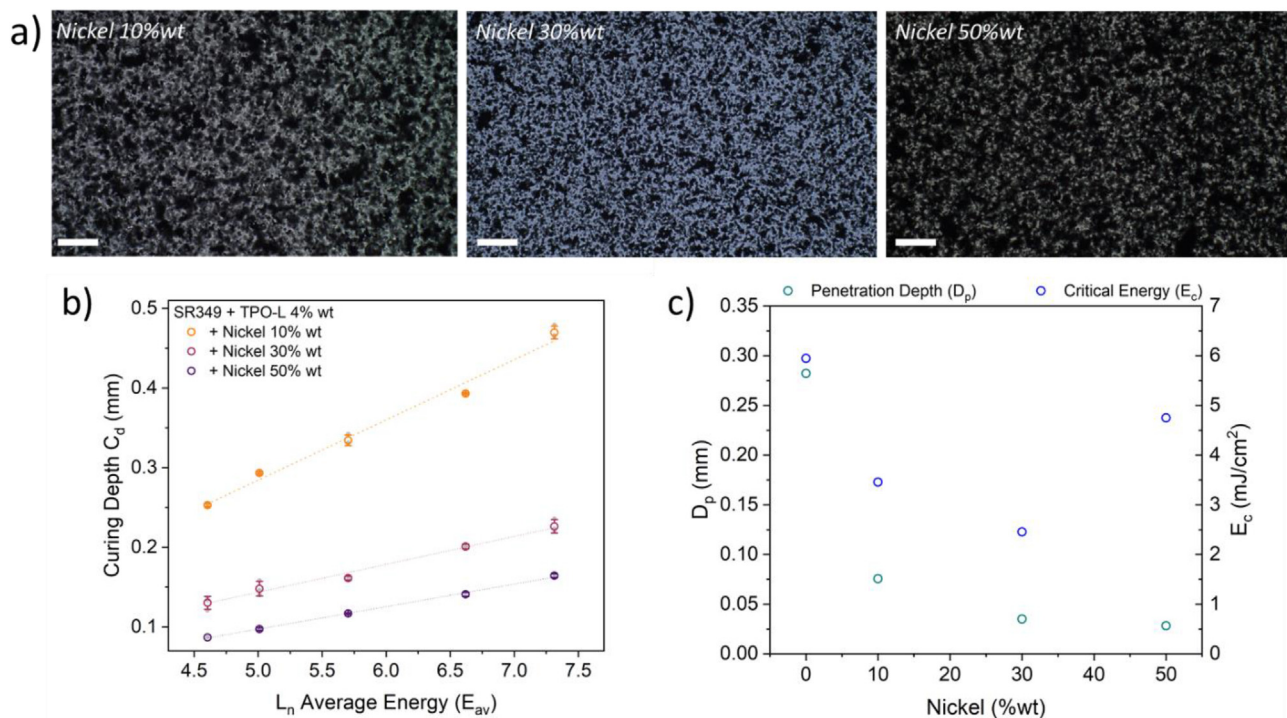 a)
Nickel 10%wt
Nickel 30%wt
Nickel 50%wt
b)
SR349 + TPO-L 4% wt
+ Nickel 10% wt
+ Nickel 30% wt
+ Nickel 50% wt
0.5
0.4
0.3
0.2
0.1
Curing Depth C_d (mm)
4.5 5.0 5.5 6.0 6.5 7.0 7.5
L_n Average Energy (E_av)
c)
Penetration Depth (D_p) Critical Energy (E_c)
0.35
0.30
0.25
0.20
0.15
0.10
0.05
0.00
D_p (mm)
7
6
5
4
3
2
1
0
E_c (mJ/cm²)
0 10 20 30 40 50
Nickel (%wt)